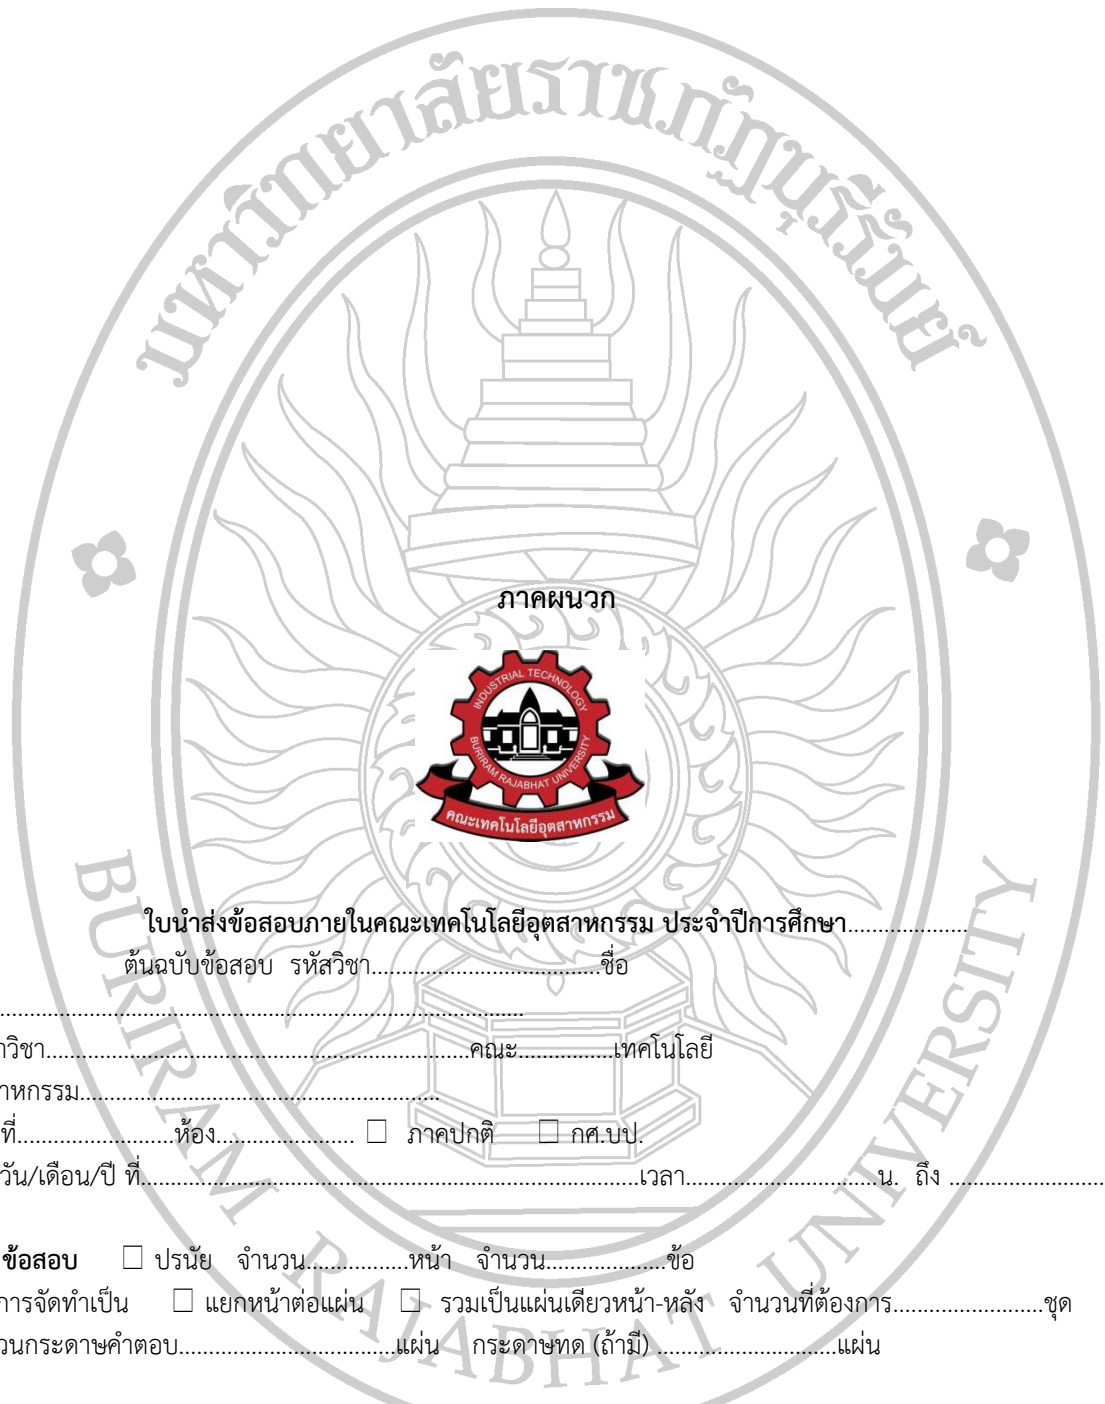 มหาวิทยาลัยราชภัฏบุรีรัมย์
ภาคผนวก
INDUSTRIAL TECHNOLOGY
BURIRAM RAJABHAT UNIVERSITY
คณะเทคโนโลยีอุตสาหกรรม
ใบนำส่งข้อสอบภายในคณะเทคโนโลยีอุตสาหกรรม ประจำปีการศึกษา....................
ต้นฉบับข้อสอบ รหัสวิชา......................................ชื่อ
.......................................................................................
าวิชา......................................................................คณะ................เทคโนโลยี
าหกรรม............................................................
ที่..........................ห้อง....................... □ ภาคปกติ □ กศ.บป.
วัน/เดือน/ปี ที่...................................................................................เวลา................................น. ถึง ..........................
ข้อสอบ □ ปรนัย จำนวน.................หน้า จำนวน....................ข้อ
การจัดทำเป็น □ แยกหน้าต่อแผ่น □ รวมเป็นแผ่นเดียวหน้า-หลัง จำนวนที่ต้องการ.........................ชุด
วนกระดาษคำตอบ....................................แผ่น กระดาษทด (ถ้ามี) ..............................แผ่น
BURIRAM RAJABHAT UNIVERSITY